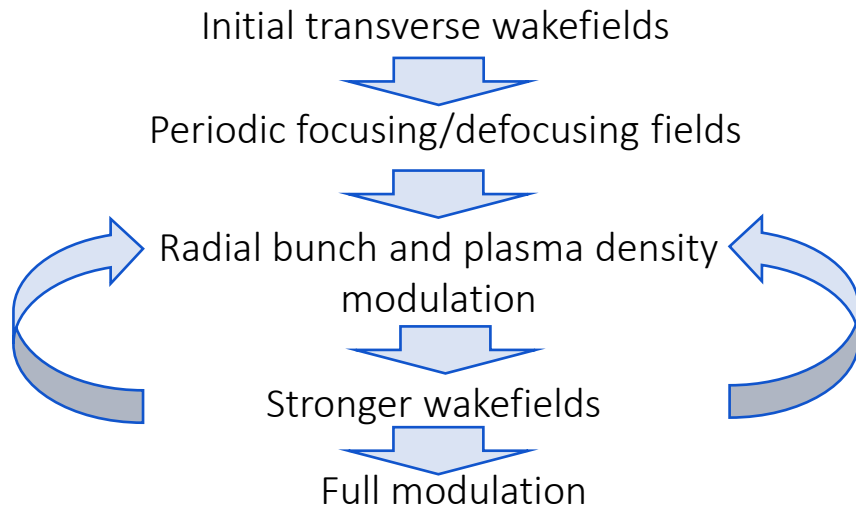 Initial transverse wakefields
Periodic focusing/defocusing fields
Radial bunch and plasma density
modulation
Stronger wakefields
Full modulation